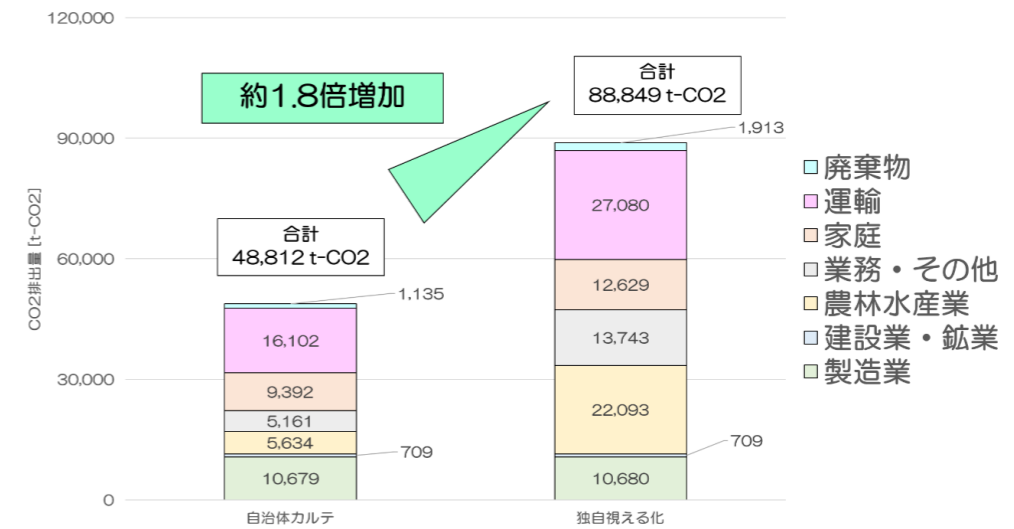 120,000
90,000
60,000
30,000
0
CO2排出量 [t-CO2]
約1.8倍増加
合計
48,812 t-CO2
1,135
16,102
9,392
5,161
5,634
709
10,679
自治体カルテ
合計
88,849 t-CO2
1,913
27,080
12,629
13,743
22,093
709
10,680
独自視える化
廃棄物
運輸
家庭
業務・その他
農林水産業
建設業・鉱業
製造業